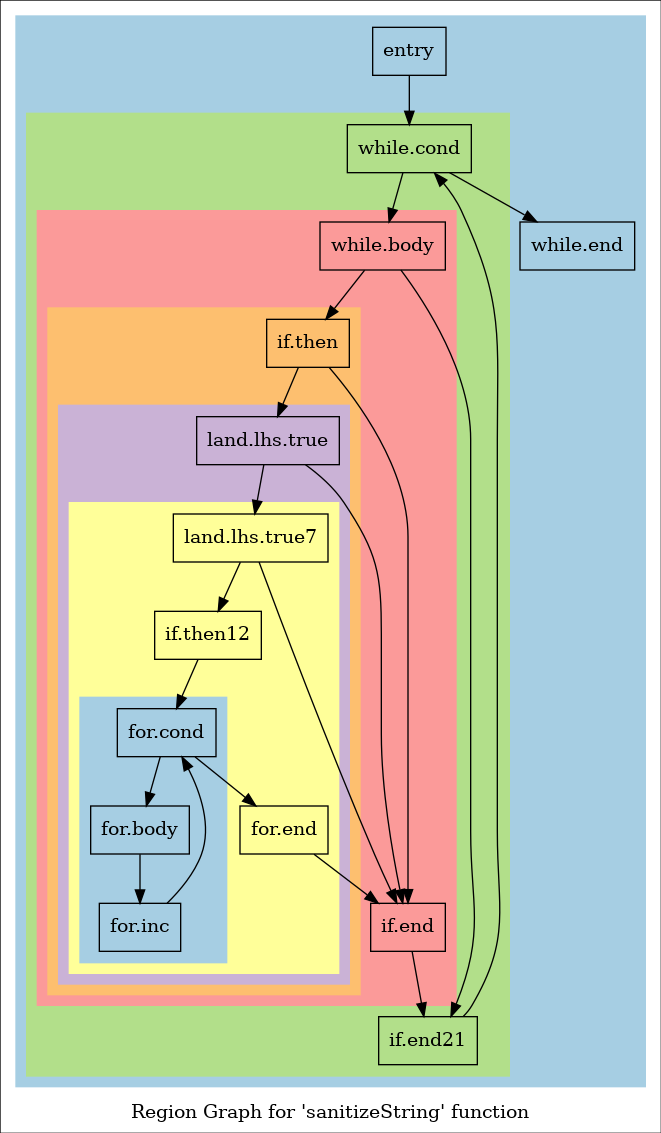 entry
while.cond
while.body
while.end
if.then
land.lhs.true
land.lhs.true7
if.then12
for.cond
for.body
for.end
for.inc
if.end
if.end21
Region Graph for 'sanitizeString' function